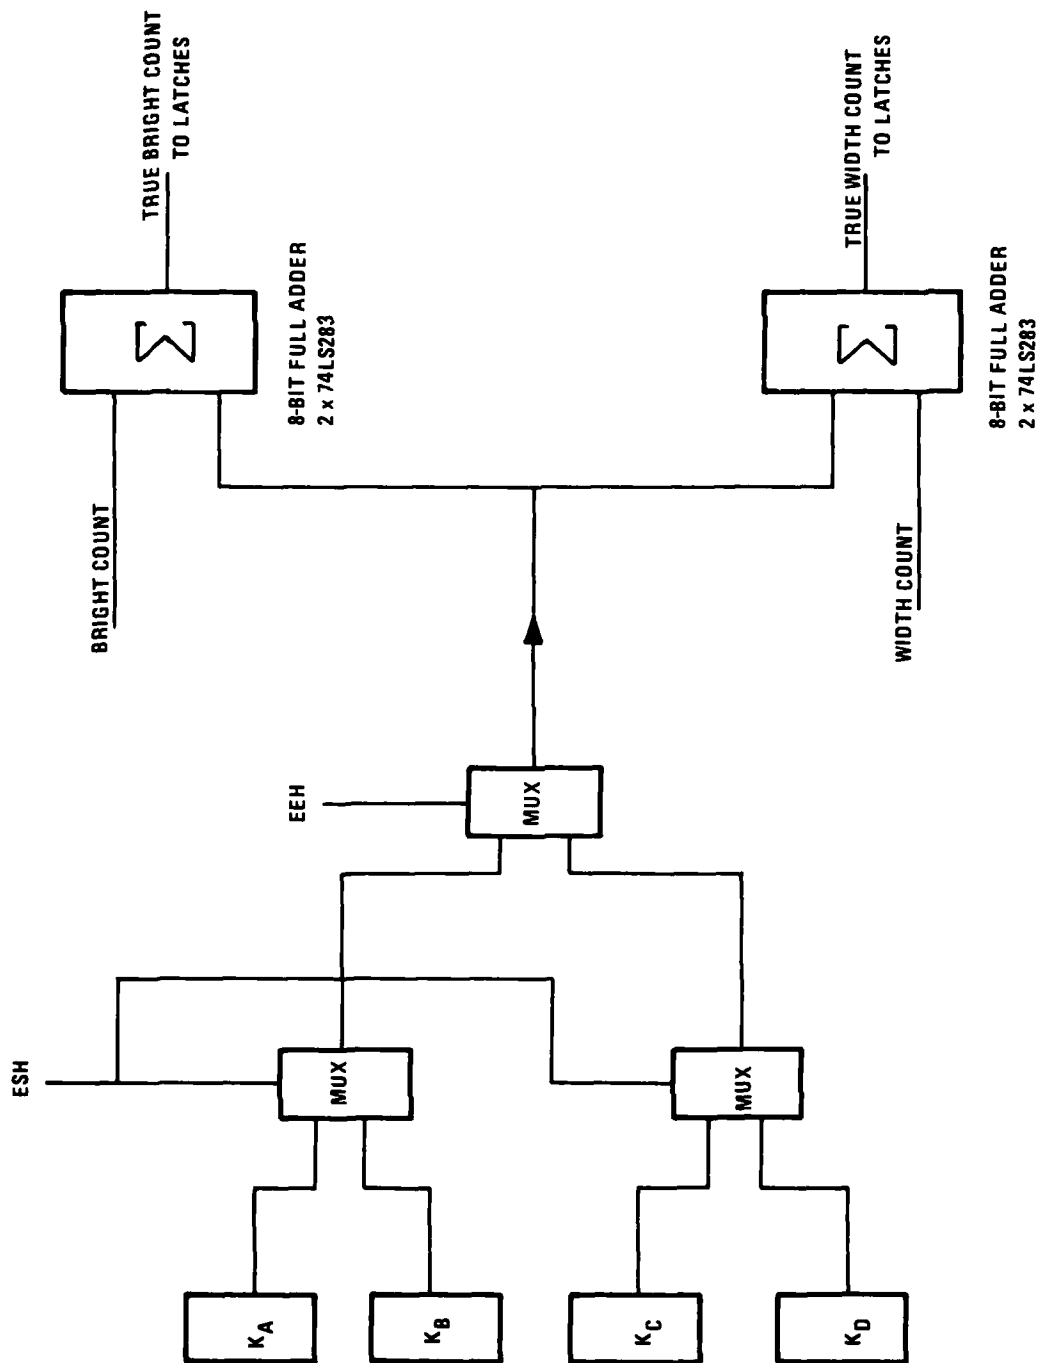 ESH
EEH
BRIGHT COUNT
TRUE BRIGHT COUNT
TO LATCHES
Σ
8-BIT FULL ADDER
2 x 74LS283
K_A
K_B
K_C
K_D
MUX
MUX
MUX
WIDTH COUNT
TRUE WIDTH COUNT
TO LATCHES
Σ
8-BIT FULL ADDER
2 x 74LS283